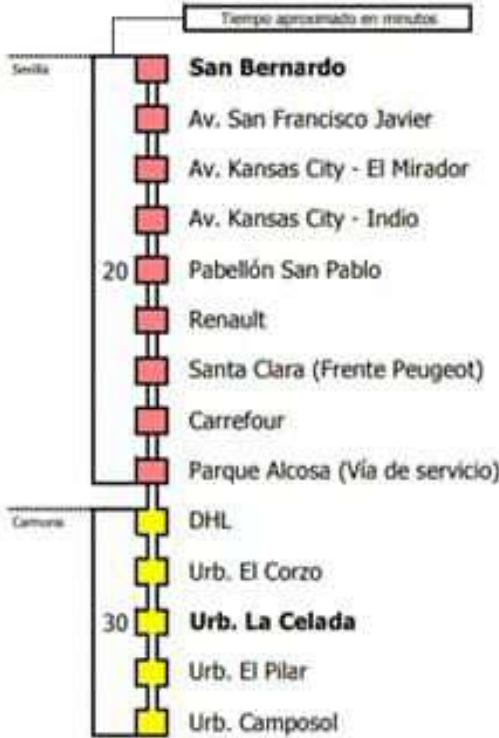 Tiempo aproximado en minutos
Sevilla
San Bernardo
Av. San Francisco Javier
Av. Kansas City - El Mirador
Av. Kansas City - Indio
20
Pabellón San Pablo
Renault
Santa Clara (Frente Peugeot)
Carrefour
Parque Alcosa (Vía de servicio)
Carmona
DHL
Urb. El Corzo
30
Urb. La Celada
Urb. El Pilar
Urb. Camposol